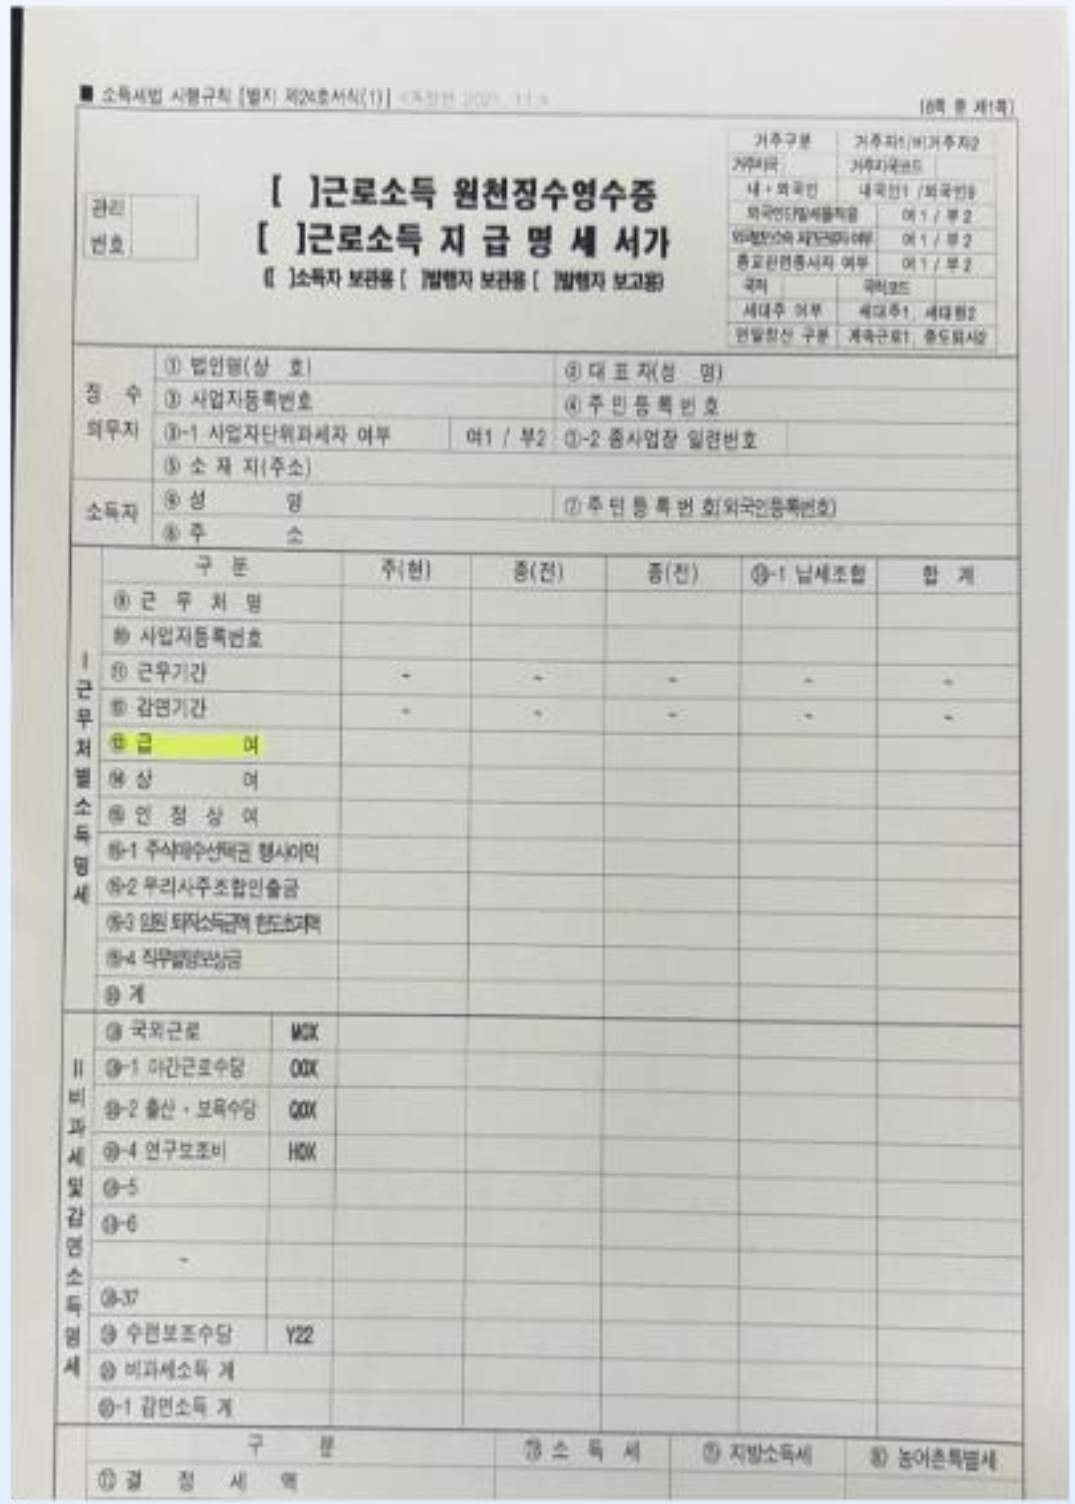 ■ 소득세법 시행규칙 [별지 제24호서식(1)] <개정안 2021. 11.>
(8쪽 중 제1쪽)
관리
번호
[ ]근로소득 원천징수영수증
[ ]근로소득 지 급 명 세 서가
([ ]소득자 보관용 [ ]발행자 보관용 [ ]발행자 보고용)
거주구분 거주자1/비거주자2
거주지국 거주지국코드
내·외국인 내국인1 /외국인9
외국인단일세율적용 여 1 / 부 2
여 1 / 부 2
종교관련종사자 여부 여 1 / 부 2
국적 국적코드
세대주 여부 세대주1, 세대원2
연말정산 구분 계속근로1, 중도퇴사2
징 수
의무자
① 법인명(상 호) ② 대 표 자(성 명)
③ 사업자등록번호 ④ 주 민 등 록 번 호
③-1 사업자단위과세자 여부 여1 / 부2 ③-2 종사업장 일련번호
⑤ 소 재 지(주소)
소득자
⑥ 성 명 ⑦ 주 민 등 록 번 호(외국인등록번호)
⑧ 주 소
Ⅰ근무처별소득명세
구 분 주(현) 종(전) 종(전) ⑯-1 납세조합 합 계
⑨ 근 무 처 명
⑩ 사업자등록번호
⑪ 근무기간 ~ ~ ~ ~ ~
⑫ 감면기간 ~ ~ ~ ~ ~
⑬ 급 여
⑭ 상 여
⑮ 인 정 상 여
⑮-1 주식매수선택권 행사이익
⑮-2 우리사주조합인출금
⑮-3 임원 퇴직소득금액 한도초과액
⑮-4 직무발명보상금
⑯ 계
Ⅱ비과세및감면소득명세
⑱ 국외근로 M0X
⑱-1 야간근로수당 O0X
⑱-2 출산·보육수당 Q0X
⑱-4 연구보조비 H0X
⑱-5
⑱-6
~
⑱-37
⑲ 수련보조수당 Y22
⑳ 비과세소득 계
⑳-1 감면소득 계
구 분 78 소 득 세 79 지방소득세 80 농어촌특별세
결 정 세 액